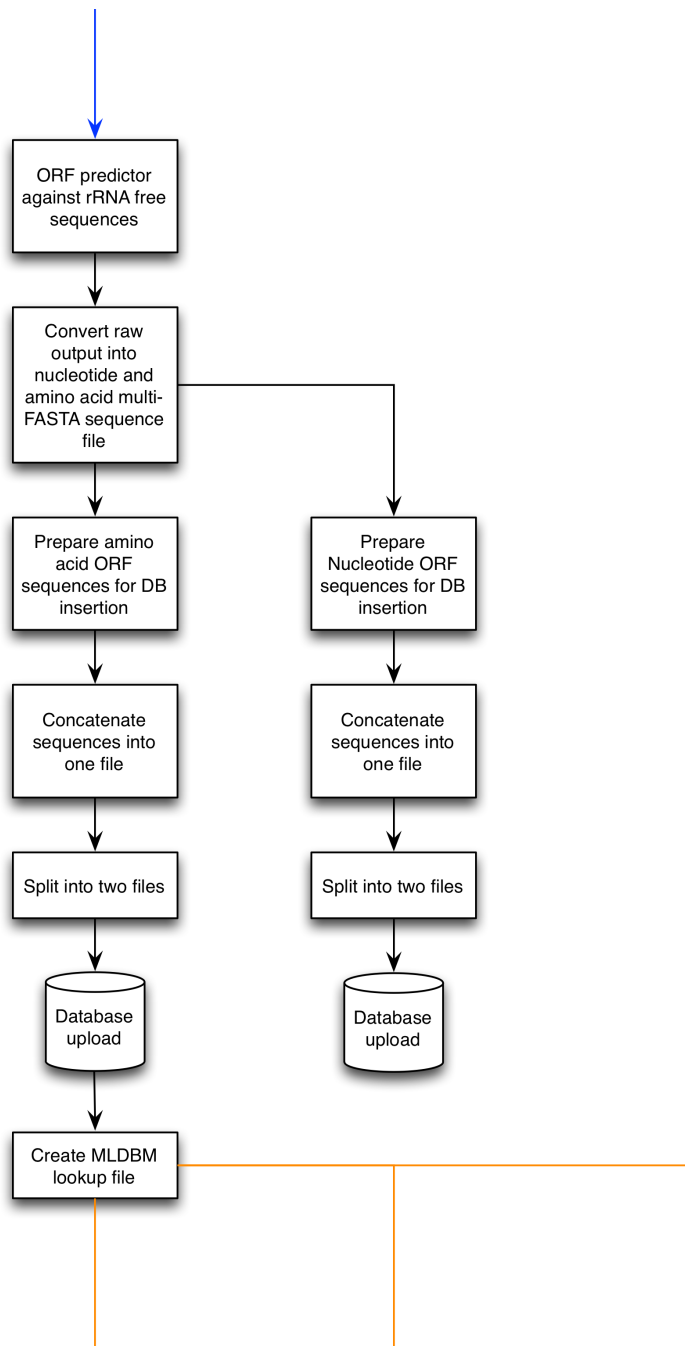 ORF predictor
against rRNA free
sequences
Convert raw
output into
nucleotide and
amino acid multi-
FASTA sequence
file
Prepare amino
acid ORF
sequences for DB
insertion
Prepare
Nucleotide ORF
sequences for DB
insertion
Concatenate
sequences into
one file
Concatenate
sequences into
one file
Split into two files
Split into two files
Database
upload
Database
upload
Create MLDBM
lookup file